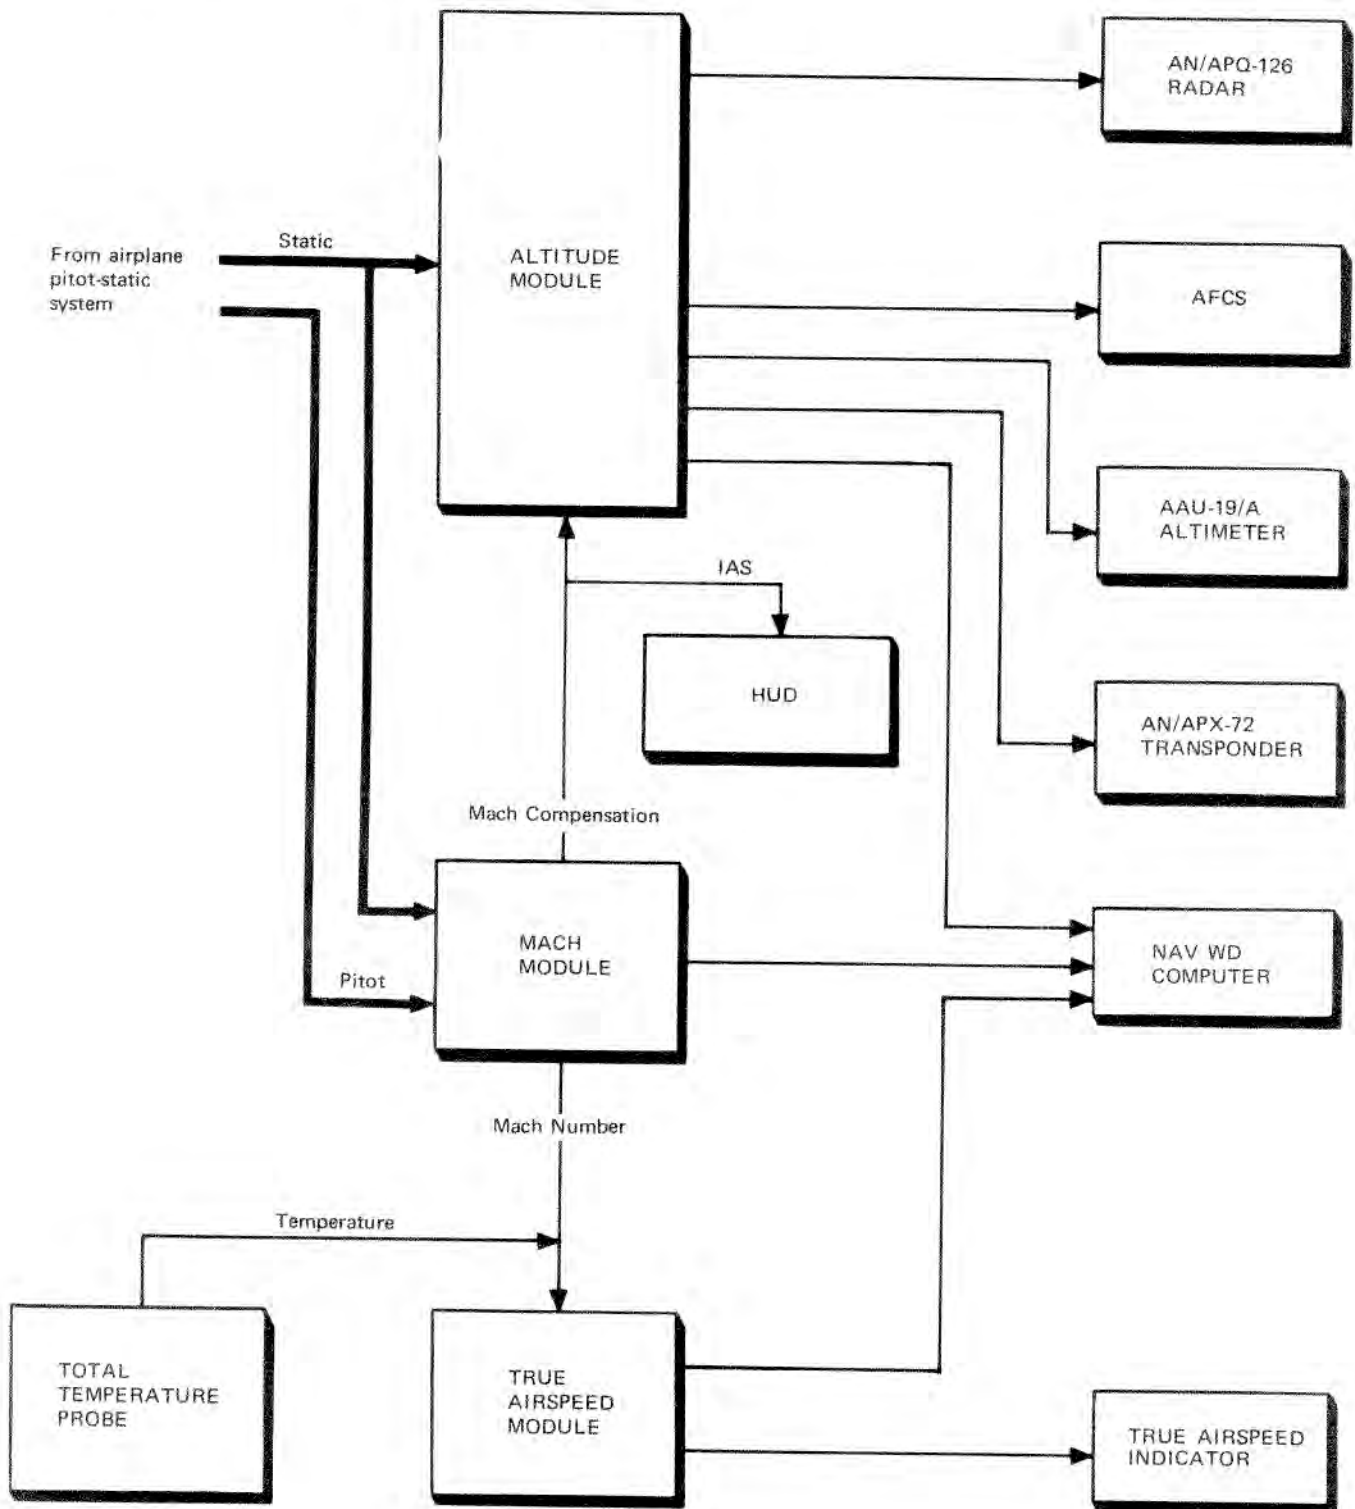 AN/APQ-126
RADAR
From airplane
pitot-static
system
Static
ALTITUDE
MODULE
AFCS
AAU-19/A
ALTIMETER
IAS
HUD
AN/APX-72
TRANSPONDER
Mach Compensation
MACH
MODULE
Pitot
NAV WD
COMPUTER
Mach Number
Temperature
TOTAL
TEMPERATURE
PROBE
TRUE
AIRSPEED
MODULE
TRUE AIRSPEED
INDICATOR